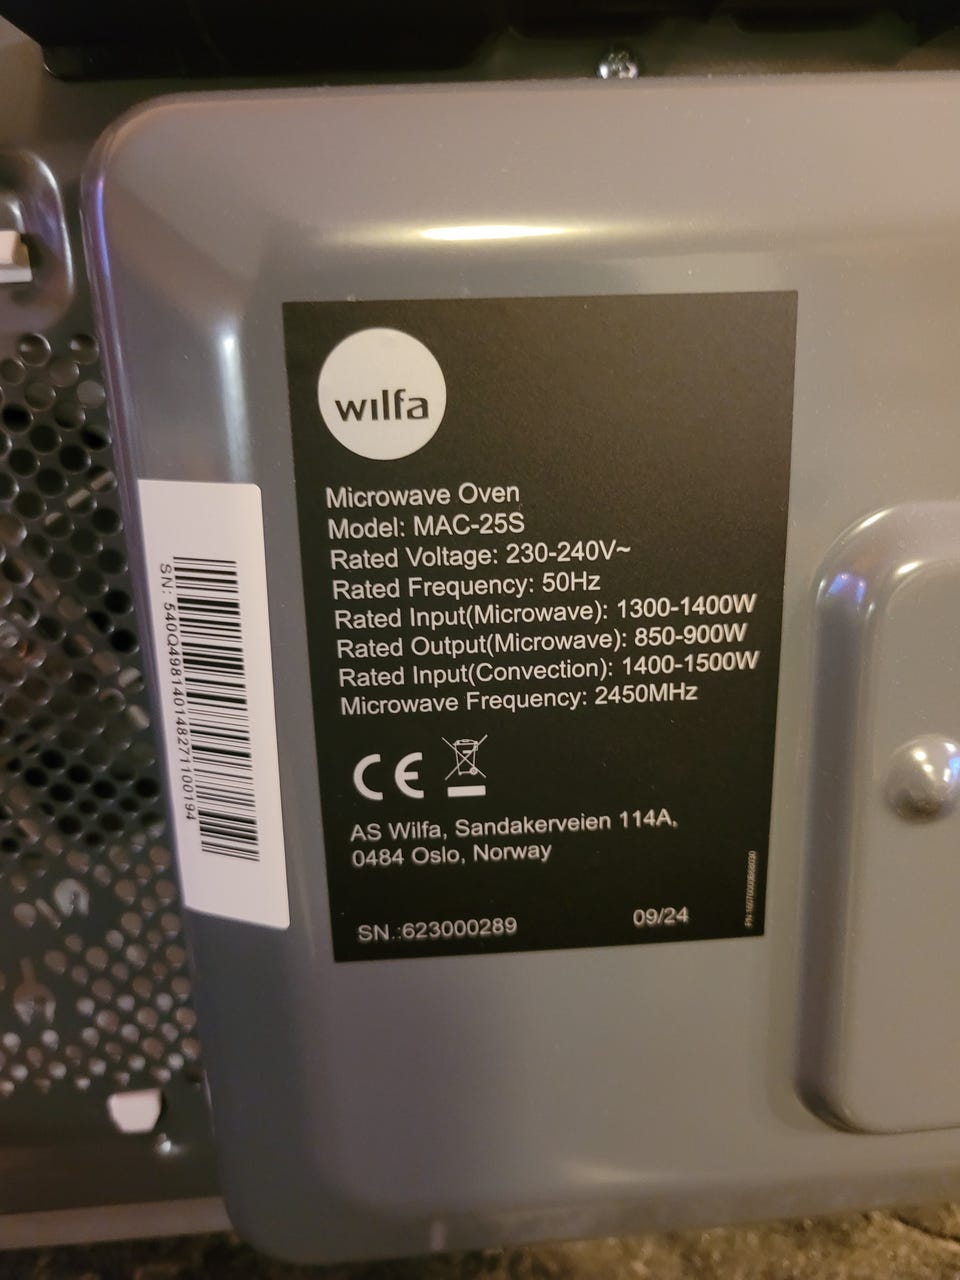 wilfa
Microwave Oven
Model: MAC-25S
Rated Voltage: 230-240V~
Rated Frequency: 50Hz
Rated Input(Microwave): 1300-1400W
Rated Output(Microwave): 850-900W
Rated Input(Convection): 1400-1500W
Microwave Frequency: 2450MHz
CE
AS Wilfa, Sandakerveien 114A,
0484 Oslo, Norway
SN.:623000289 09/24
SN: 540Q498140148271100194